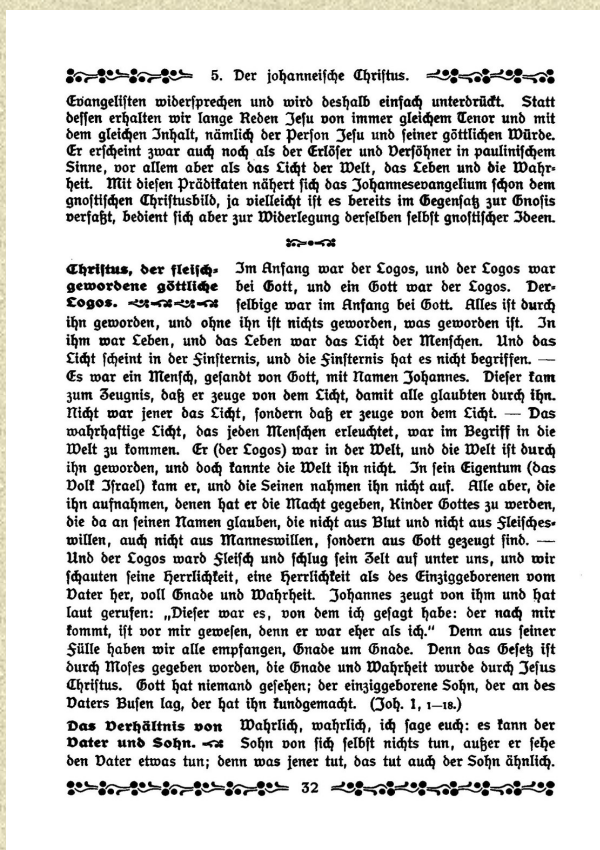 5. Der johanneische Christus.
Evangelisten widersprechen und wird deshalb einfach unterdrückt. Statt
dessen erhalten wir lange Reden Jesu von immer gleichem Tenor und mit
dem gleichen Inhalt, nämlich der Person Jesu und seiner göttlichen Würde.
Er erscheint zwar auch noch als der Erlöser und Versöhner in paulinischem
Sinne, vor allem aber als das Licht der Welt, das Leben und die Wahr-
heit. Mit diesen Prädikaten nähert sich das Johannesevangelium schon dem
gnostischen Christusbild, ja vielleicht ist es bereits im Gegensatz zur Gnosis
verfaßt, bedient sich aber zur Widerlegung derselben selbst gnostischer Ideen.
Christus, der fleisch-
gewordene göttliche
Logos.
Im Anfang war der Logos, und der Logos war
bei Gott, und ein Gott war der Logos. Der-
selbige war im Anfang bei Gott. Alles ist durch
ihn geworden, und ohne ihn ist nichts geworden, was geworden ist. In
ihm war Leben, und das Leben war das Licht der Menschen. Und das
Licht scheint in der Finsternis, und die Finsternis hat es nicht begriffen. —
Es war ein Mensch, gesandt von Gott, mit Namen Johannes. Dieser kam
zum Zeugnis, daß er zeuge von dem Licht, damit alle glaubten durch ihn.
Nicht war jener das Licht, sondern daß er zeuge von dem Licht. — Das
wahrhaftige Licht, das jeden Menschen erleuchtet, war im Begriff in die
Welt zu kommen. Er (der Logos) war in der Welt, und die Welt ist durch
ihn geworden, und doch kannte die Welt ihn nicht. In sein Eigentum (das
Volk Israel) kam er, und die Seinen nahmen ihn nicht auf. Alle aber, die
ihn aufnahmen, denen hat er die Macht gegeben, Kinder Gottes zu werden,
die da an seinen Namen glauben, die nicht aus Blut und nicht aus Fleisches-
willen, auch nicht aus Manneswillen, sondern aus Gott gezeugt sind. —
Und der Logos ward Fleisch und schlug sein Zelt auf unter uns, und wir
schauten seine Herrlichkeit, eine Herrlichkeit als des Einziggeborenen vom
Vater her, voll Gnade und Wahrheit. Johannes zeugt von ihm und hat
laut gerufen: „Dieser war es, von dem ich gesagt habe: der nach mir
kommt, ist vor mir gewesen, denn er war eher als ich.“ Denn aus seiner
Fülle haben wir alle empfangen, Gnade um Gnade. Denn das Gesetz ist
durch Moses gegeben worden, die Gnade und Wahrheit wurde durch Jesus
Christus. Gott hat niemand gesehen; der einziggeborene Sohn, der an des
Vaters Busen lag, der hat ihn kundgemacht. (Joh. 1, 1—18.)
Das Verhältnis von
Vater und Sohn.
Wahrlich, wahrlich, ich sage euch: es kann der
Sohn von sich selbst nichts tun, außer er sehe
den Vater etwas tun; denn was jener tut, das tut auch der Sohn ähnlich.
32